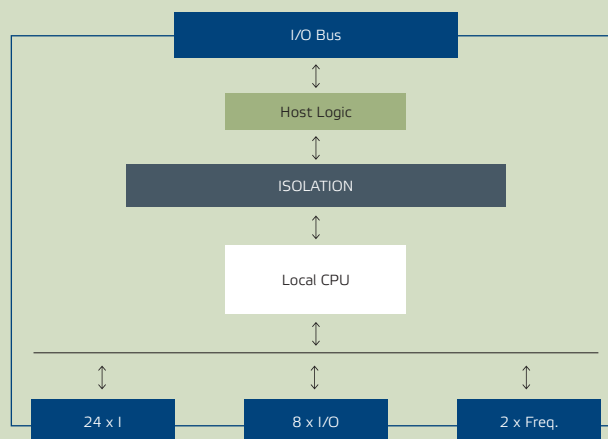 I/O Bus
Host Logic
ISOLATION
Local CPU
24 x I
8 x I/O
2 x Freq.